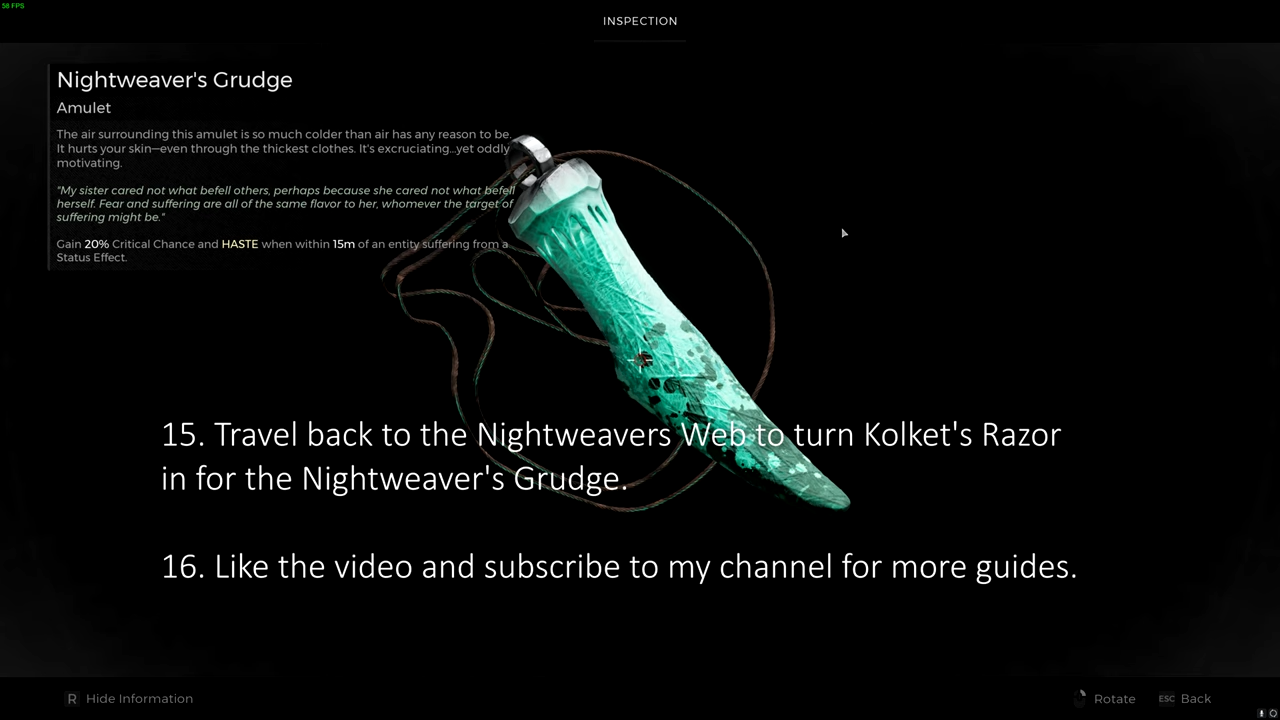 58 FPS
INSPECTION
Nightweaver's Grudge
Amulet
The air surrounding this amulet is so much colder than air has any reason to be.
It hurts your skin—even through the thickest clothes. It's excruciating...yet oddly
motivating.
"My sister cared not what befell others, perhaps because she cared not what befell
herself. Fear and suffering are all of the same flavor to her, whomever the target of
suffering might be."
Gain 20% Critical Chance and HASTE when within 15m of an entity suffering from a
Status Effect.
15. Travel back to the Nightweavers Web to turn Kolket's Razor
in for the Nightweaver's Grudge.
16. Like the video and subscribe to my channel for more guides.
R Hide Information
Rotate
ESC Back